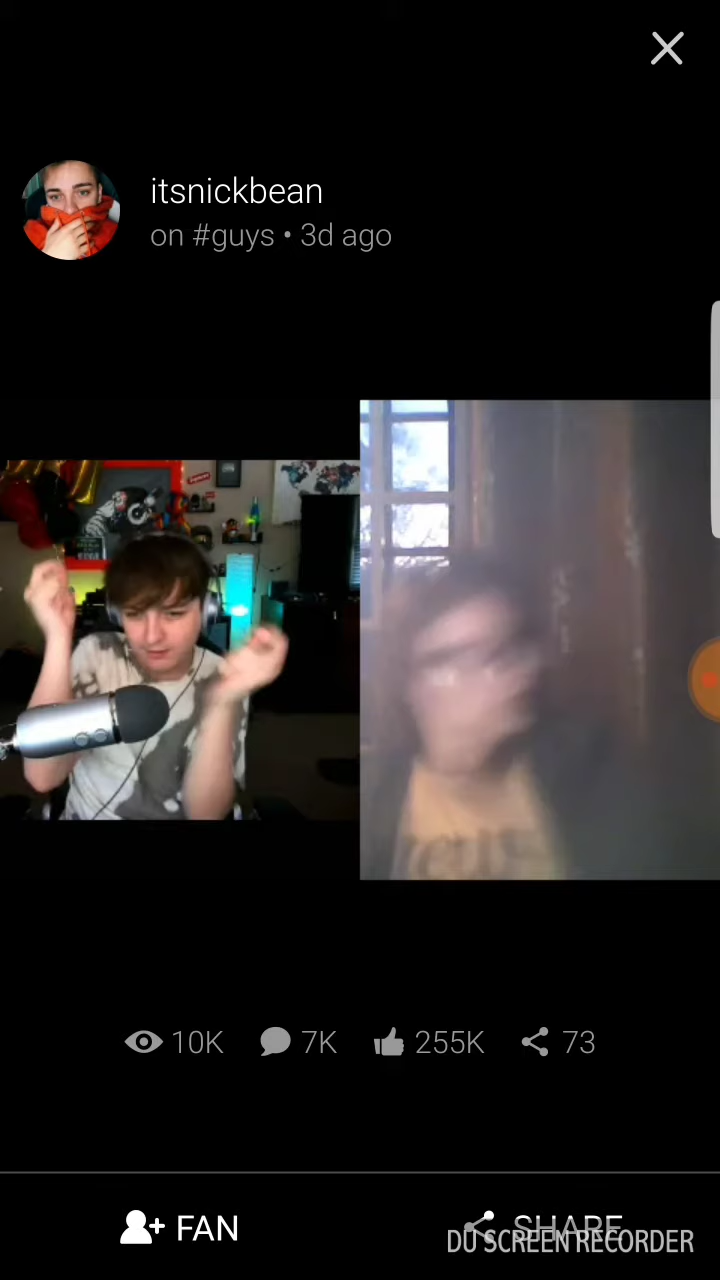 itsnickbean
on #guys • 3d ago
10K 7K 255K 73
FAN SHARE
DU SCREEN RECORDER